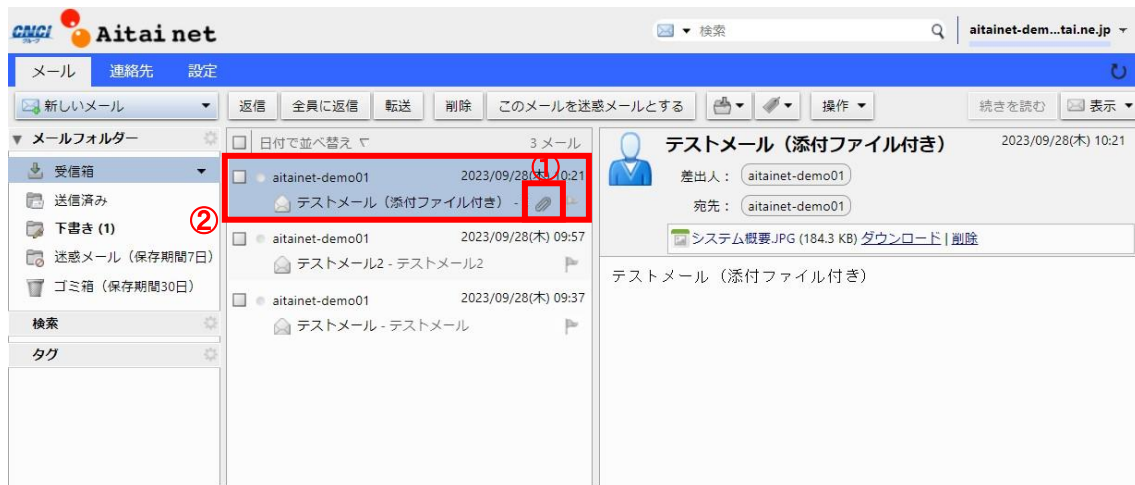 CNCI グループ Aitai net
検索
aitainet-dem...tai.ne.jp
メール 連絡先 設定
新しいメール
返信 全員に返信 転送 削除 このメールを迷惑メールとする 操作 続きを読む 表示
メールフォルダー
受信箱
送信済み
下書き (1)
迷惑メール（保存期間7日）
ゴミ箱（保存期間30日）
検索
タグ
日付で並べ替え 3 メール
①
②
aitainet-demo01 2023/09/28(木) 10:21
テストメール（添付ファイル付き） -
aitainet-demo01 2023/09/28(木) 09:57
テストメール2 - テストメール2
aitainet-demo01 2023/09/28(木) 09:37
テストメール - テストメール
テストメール（添付ファイル付き） 2023/09/28(木) 10:21
差出人： aitainet-demo01
宛先： aitainet-demo01
システム概要.JPG (184.3 KB) ダウンロード | 削除
テストメール（添付ファイル付き）